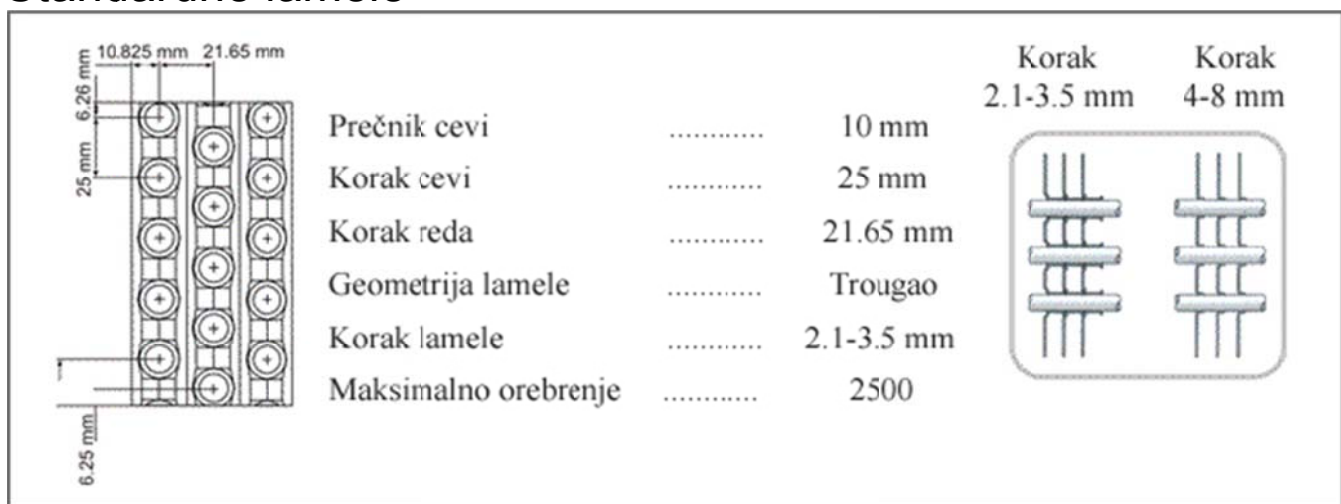 Standardne lamele
10.825 mm 21.65 mm
6.26 mm
25 mm
6.25 mm
Prečnik cevi ............ 10 mm
Korak cevi ............ 25 mm
Korak reda ............ 21.65 mm
Geometrija lamele ............ Trougao
Korak lamele ............ 2.1-3.5 mm
Maksimalno orebrenje ............ 2500
Korak Korak
2.1-3.5 mm 4-8 mm